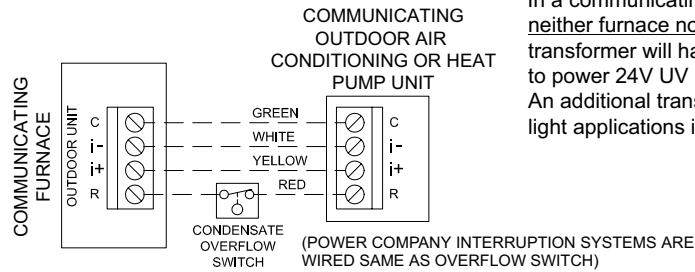 COMMUNICATING
OUTDOOR AIR
CONDITIONING OR HEAT
PUMP UNIT
In a communicatin
neither furnace no
transformer will ha
to power 24V UV
An additional trans
light applications i
COMMUNICATING
FURNACE
OUTDOOR UNIT
C
i-
i+
R
GREEN
WHITE
YELLOW
RED
C
i-
i+
R
CONDENSATE
OVERFLOW
SWITCH
(POWER COMPANY INTERRUPTION SYSTEMS ARE
WIRED SAME AS OVERFLOW SWITCH)